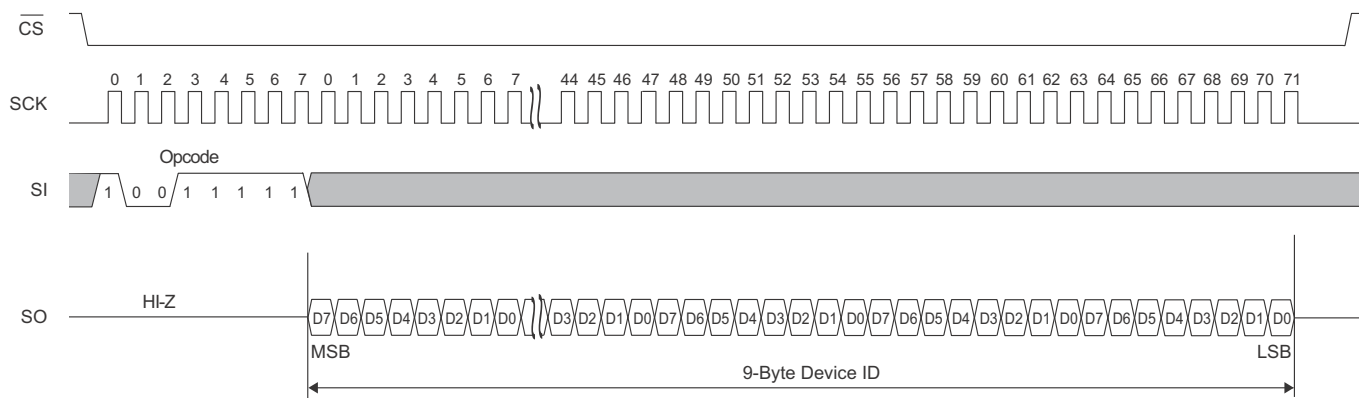 CS
0 1 2 3 4 5 6 7 0 1 2 3 4 5 6 7 44 45 46 47 48 49 50 51 52 53 54 55 56 57 58 59 60 61 62 63 64 65 66 67 68 69 70 71
SCK
Opcode
SI 1 0 0 1 1 1 1 1
HI-Z
SO D7 D6 D5 D4 D3 D2 D1 D0 D3 D2 D1 D0 D7 D6 D5 D4 D3 D2 D1 D0 D7 D6 D5 D4 D3 D2 D1 D0 D7 D6 D5 D4 D3 D2 D1 D0
MSB LSB
9-Byte Device ID